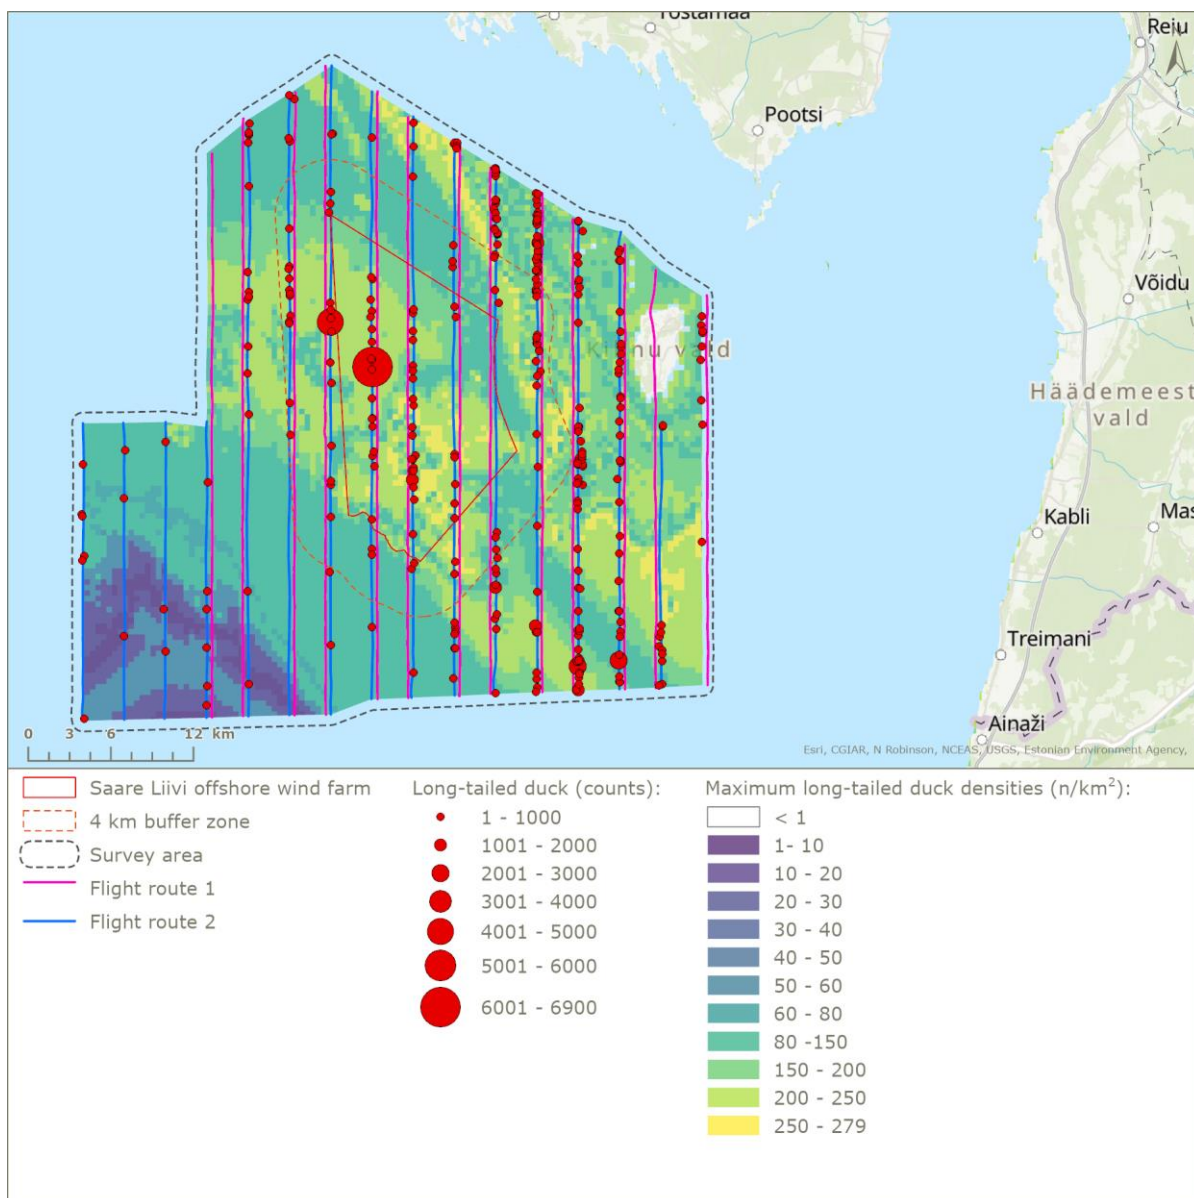 Tõstamaa
Reiu
Pootsi
Võidu
Kihnu vald
Häädemeest
vald
Kabli
Mas
Treimani
Ainaži
0 3 6 12 km
Esri, CGIAR, N Robinson, NCEAS, USGS, Estonian Environment Agency,
Saare Liivi offshore wind farm
4 km buffer zone
Survey area
Flight route 1
Flight route 2
Long-tailed duck (counts):
1 - 1000
1001 - 2000
2001 - 3000
3001 - 4000
4001 - 5000
5001 - 6000
6001 - 6900
Maximum long-tailed duck densities (n/km²):
< 1
1- 10
10 - 20
20 - 30
30 - 40
40 - 50
50 - 60
60 - 80
80 -150
150 - 200
200 - 250
250 - 279